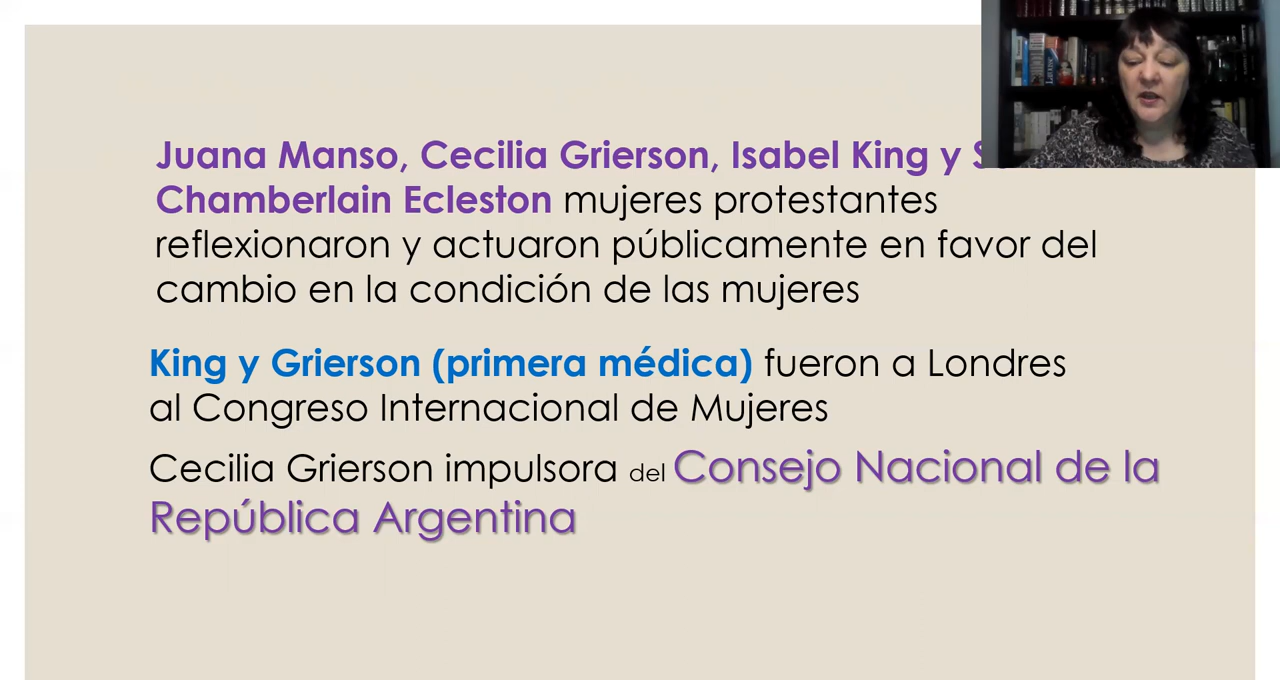 Juana Manso, Cecilia Grierson, Isabel King y
Chamberlain Ecleston mujeres protestantes
reflexionaron y actuaron públicamente en favor del
cambio en la condición de las mujeres
King y Grierson (primera médica) fueron a Londres
al Congreso Internacional de Mujeres
Cecilia Grierson impulsora del Consejo Nacional de la
República Argentina